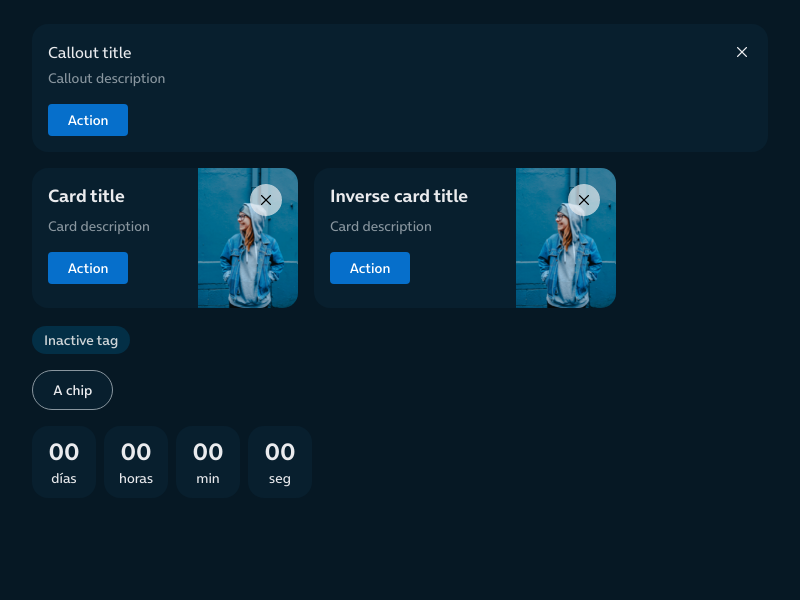 Callout title
Callout description
Action
Card title
Card description
Action
Inverse card title
Card description
Action
Inactive tag
A chip
00 00 00 00
días horas min seg